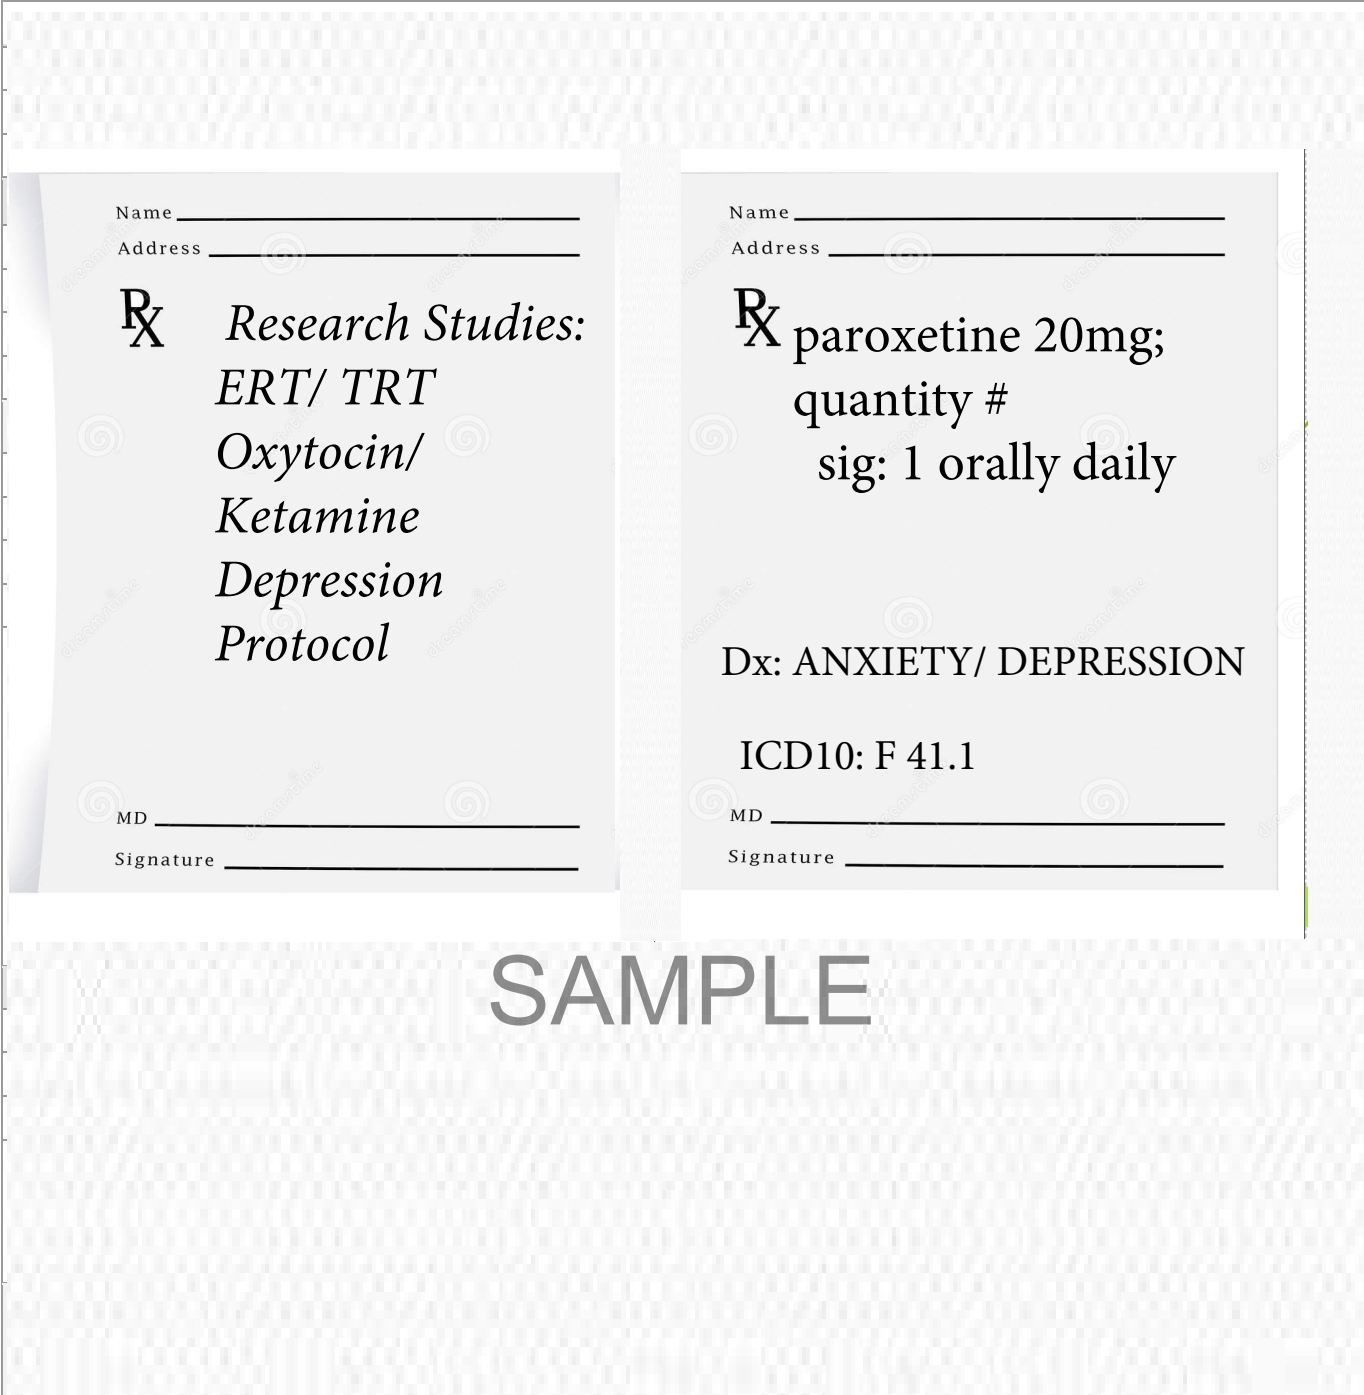 Name
Address
Rx Research Studies:
ERT/ TRT
Oxytocin/
Ketamine
Depression
Protocol
MD
Signature
Name
Address
Rx paroxetine 20mg;
quantity #
sig: 1 orally daily
Dx: ANXIETY/ DEPRESSION
ICD10: F 41.1
MD
Signature
SAMPLE